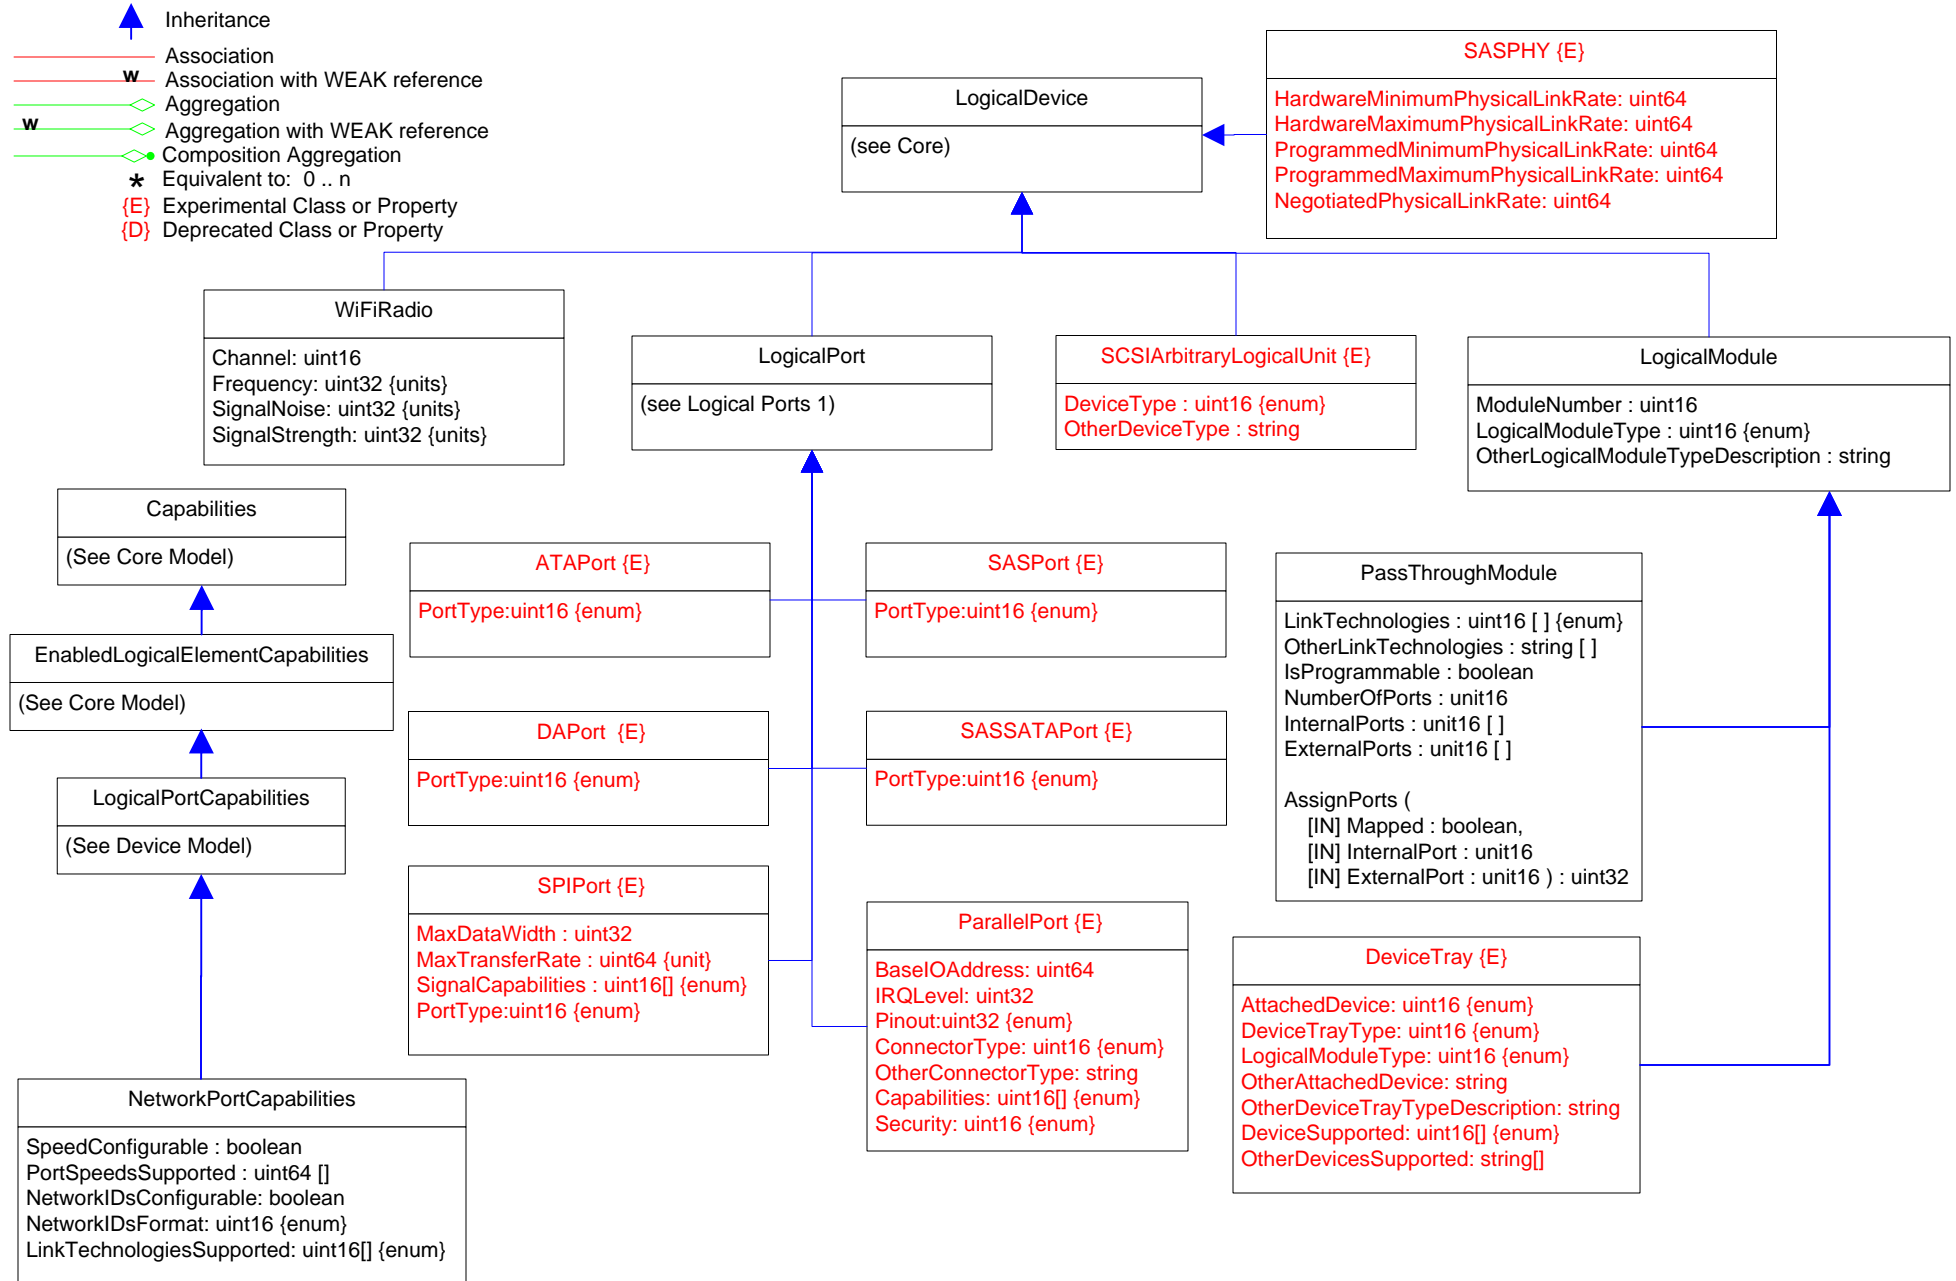 Inheritance
Association
w
Association with WEAK reference
Aggregation
w
Aggregation with WEAK reference
Composition Aggregation
* Equivalent to: 0 .. n
{E} Experimental Class or Property
{D} Deprecated Class or Property
LogicalDevice
(see Core)
SASPHY {E}
HardwareMinimumPhysicalLinkRate: uint64
HardwareMaximumPhysicalLinkRate: uint64
ProgrammedMinimumPhysicalLinkRate: uint64
ProgrammedMaximumPhysicalLinkRate: uint64
NegotiatedPhysicalLinkRate: uint64
WiFiRadio
Channel: uint16
Frequency: uint32 {units}
SignalNoise: uint32 {units}
SignalStrength: uint32 {units}
LogicalPort
(see Logical Ports 1)
SCSIArbitraryLogicalUnit {E}
DeviceType : uint16 {enum}
OtherDeviceType : string
LogicalModule
ModuleNumber : uint16
LogicalModuleType : uint16 {enum}
OtherLogicalModuleTypeDescription : string
Capabilities
(See Core Model)
EnabledLogicalElementCapabilities
(See Core Model)
LogicalPortCapabilities
(See Device Model)
NetworkPortCapabilities
SpeedConfigurable : boolean
PortSpeedsSupported : uint64 []
NetworkIDsConfigurable: boolean
NetworkIDsFormat: uint16 {enum}
LinkTechnologiesSupported: uint16[] {enum}
ATAPort {E}
PortType:uint16 {enum}
SASPort {E}
PortType:uint16 {enum}
DAPort {E}
PortType:uint16 {enum}
SASSATAPort {E}
PortType:uint16 {enum}
SPIPort {E}
MaxDataWidth : uint32
MaxTransferRate : uint64 {unit}
SignalCapabilities : uint16[] {enum}
PortType:uint16 {enum}
ParallelPort {E}
BaseIOAddress: uint64
IRQLevel: uint32
Pinout:uint32 {enum}
ConnectorType: uint16 {enum}
OtherConnectorType: string
Capabilities: uint16[] {enum}
Security: uint16 {enum}
PassThroughModule
LinkTechnologies : uint16 [ ] {enum}
OtherLinkTechnologies : string [ ]
IsProgrammable : boolean
NumberOfPorts : unit16
InternalPorts : unit16 [ ]
ExternalPorts : unit16 [ ]
AssignPorts (
[IN] Mapped : boolean,
[IN] InternalPort : unit16
[IN] ExternalPort : unit16 ) : uint32
DeviceTray {E}
AttachedDevice: uint16 {enum}
DeviceTrayType: uint16 {enum}
LogicalModuleType: uint16 {enum}
OtherAttachedDevice: string
OtherDeviceTrayTypeDescription: string
DeviceSupported: uint16[] {enum}
OtherDevicesSupported: string[]